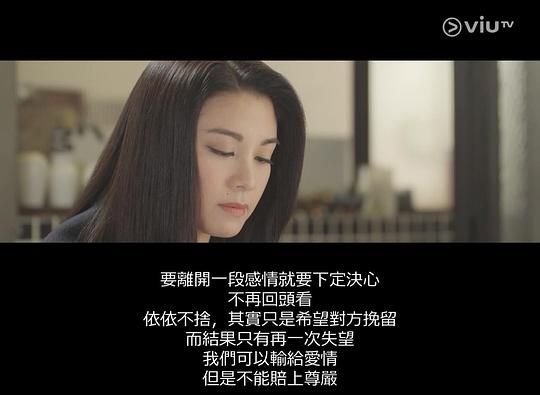 viuTV
要離開一段感情就要下定決心
不再回頭看
依依不捨，其實只是希望對方挽留
而結果只有再一次失望
我們可以輸給愛情
但是不能賠上尊嚴